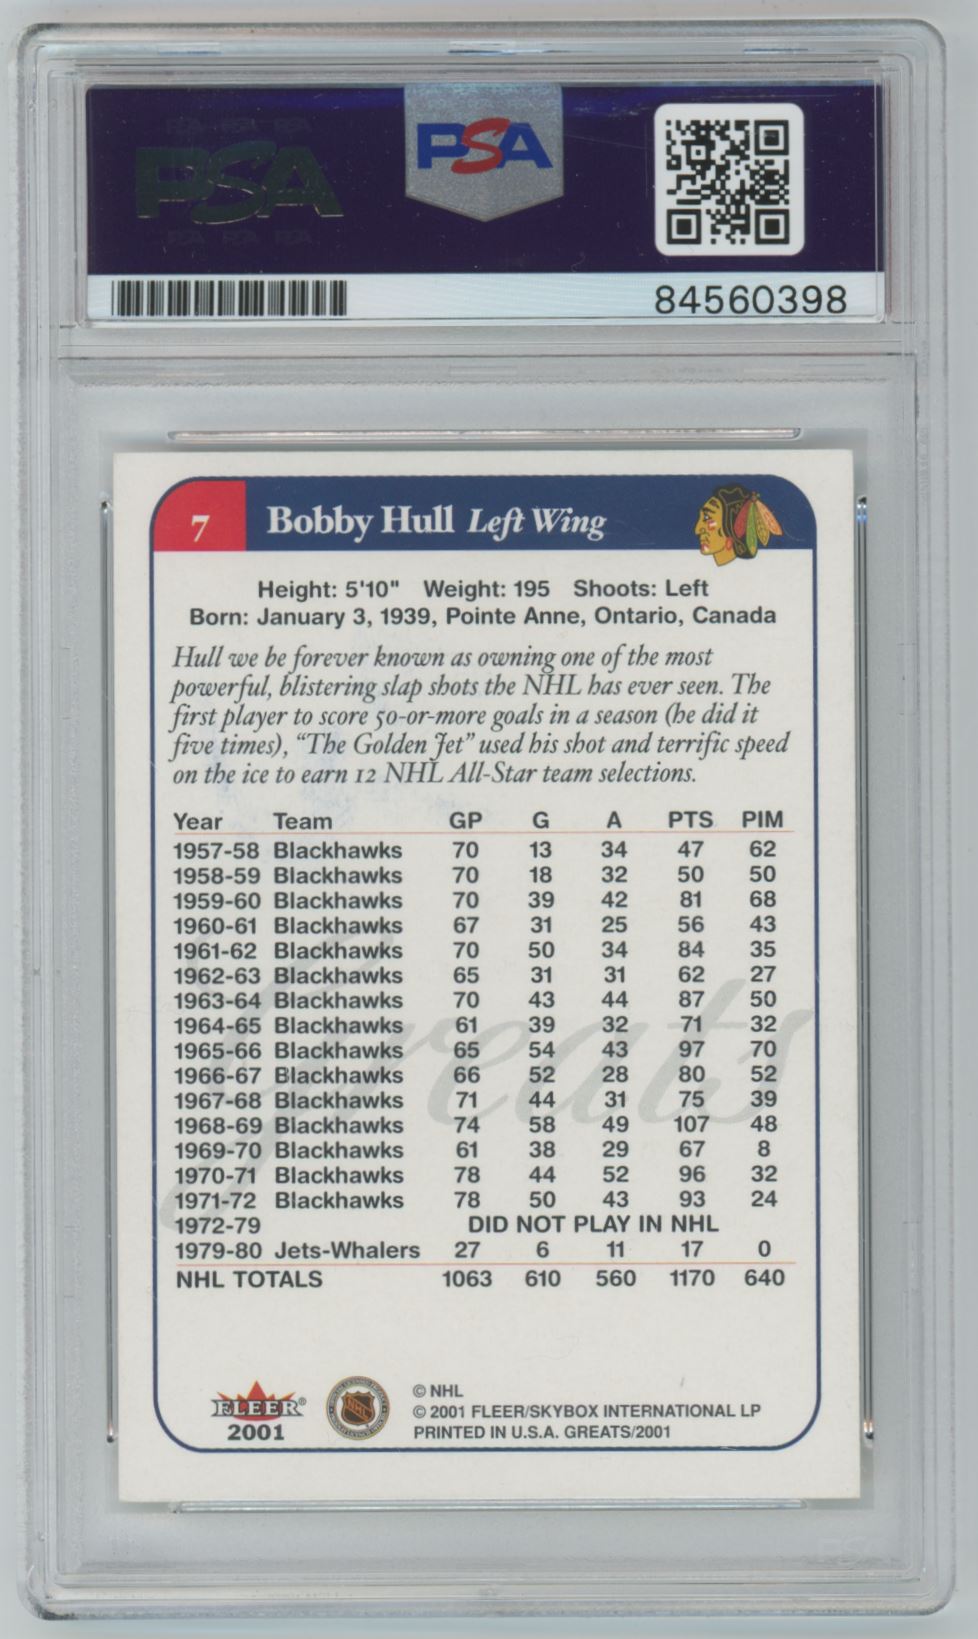 PSA PSA PSA
PSA
PSA PSA PSA
PSA
84560398
7 Bobby Hull Left Wing
Height: 5'10" Weight: 195 Shoots: Left
Born: January 3, 1939, Pointe Anne, Ontario, Canada
Hull we be forever known as owning one of the most
powerful, blistering slap shots the NHL has ever seen. The
first player to score 50-or-more goals in a season (he did it
five times), “The Golden Jet” used his shot and terrific speed
on the ice to earn 12 NHL All-Star team selections.
Year Team GP G A PTS PIM
1957-58 Blackhawks 70 13 34 47 62
1958-59 Blackhawks 70 18 32 50 50
1959-60 Blackhawks 70 39 42 81 68
1960-61 Blackhawks 67 31 25 56 43
1961-62 Blackhawks 70 50 34 84 35
1962-63 Blackhawks 65 31 31 62 27
1963-64 Blackhawks 70 43 44 87 50
1964-65 Blackhawks 61 39 32 71 32
1965-66 Blackhawks 65 54 43 97 70
1966-67 Blackhawks 66 52 28 80 52
1967-68 Blackhawks 71 44 31 75 39
1968-69 Blackhawks 74 58 49 107 48
1969-70 Blackhawks 61 38 29 67 8
1970-71 Blackhawks 78 44 52 96 32
1971-72 Blackhawks 78 50 43 93 24
1972-79 DID NOT PLAY IN NHL
1979-80 Jets-Whalers 27 6 11 17 0
NHL TOTALS 1063 610 560 1170 640
Greats
FLEER®
2001
NHL
© NHL
© 2001 FLEER/SKYBOX INTERNATIONAL LP
PRINTED IN U.S.A. GREATS/2001
PSA